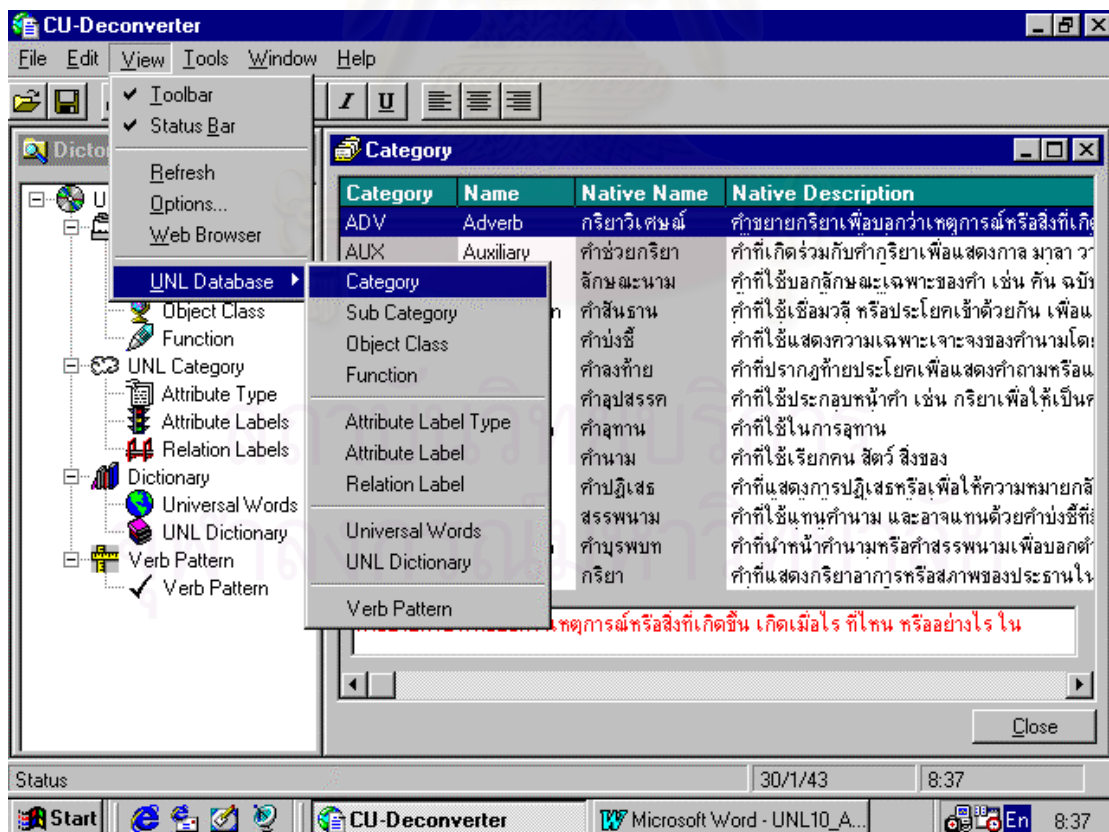 CU-Deconverter
File Edit View Tools Window Help
I U
Toolbar
Status Bar
Refresh
Options...
Web Browser
UNL Database
Category
Sub Category
Object Class
Function
Attribute Label Type
Attribute Label
Relation Label
Universal Words
UNL Dictionary
Verb Pattern
Object Class
Function
UNL Category
Attribute Type
Attribute Labels
Relation Labels
Dictionary
Universal Words
UNL Dictionary
Verb Pattern
Verb Pattern
Category
Category Name Native Name Native Description
ADV Adverb กริยาวิเศษณ์ คำขยายกริยาเพื่อบอกว่าเหตุการณ์หรือสิ่งที่เกิ
AUX Auxiliary คำช่วยกริยา คำที่เกิดร่วมกับคำกริยาเพื่อแสดงกาล มาลา วา
ลักษณะนาม คำที่ใช้บอกลักษณะเฉพาะของคำ เช่น คัน ฉบับ
คำสันธาน คำที่ใช้เชื่อมวลี หรือประโยคเข้าด้วยกัน เพื่อแ
คำบ่งชี้ คำที่ใช้แสดงความเฉพาะเจาะจงของคำนามโดย
คำลงท้าย คำที่ปรากฏท้ายประโยคเพื่อแสดงคำถามหรือแ
คำอุปสรรค คำที่ใช้ประกอบหน้าคำ เช่น กริยาเพื่อให้เป็นค
คำอุทาน คำที่ใช้ในการอุทาน
คำนาม คำที่ใช้เรียกคน สัตว์ สิ่งของ
คำปฏิเสธ คำที่แสดงการปฏิเสธหรือเพื่อให้ความหมายกลั
สรรพนาม คำที่ใช้แทนคำนาม และอาจแทนด้วยคำบ่งชี้ที่
คำบุรพบท คำที่นำหน้าคำนามหรือคำสรรพนามเพื่อบอกตำ
กริยา คำที่แสดงกริยาอาการหรือสภาพของประธานใน
เหตุการณ์หรือสิ่งที่เกิดขึ้น เกิดเมื่อไร ที่ไหน หรืออย่างไร ใน
Close
Status 30/1/43 8:37
Start CU-Deconverter Microsoft Word - UNL10_A... En 8:37